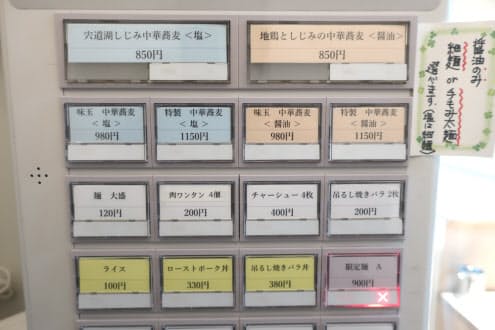 宍道湖しじみ中華蕎麦 <塩>
850円
地鶏としじみの中華蕎麦 <醤油>
850円
味玉 中華蕎麦
<塩>
980円
特製 中華蕎麦
<塩>
1150円
味玉 中華蕎麦
<醤油>
980円
特製 中華蕎麦
<醤油>
1150円
麺 大盛
120円
肉ワンタン 4個
200円
チャーシュー 4枚
400円
吊るし焼きバラ 2枚
200円
ライス
100円
ローストポーク丼
330円
吊るし焼きバラ丼
380円
限定麺 A
900円
醤油のみ
細麺 or 手もみ太麺
選べます。(塩は細麺)